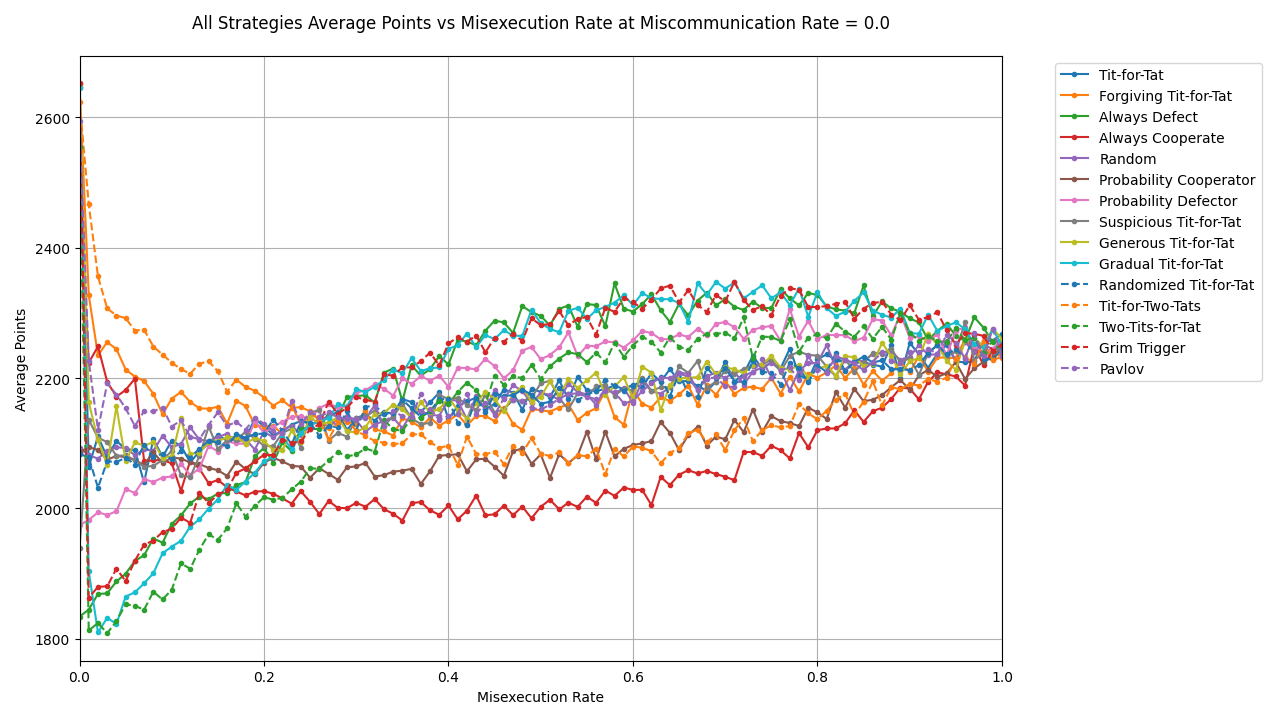 All Strategies Average Points vs Misexecution Rate at Miscommunication Rate = 0.0
Average Points
2600
2400
2200
2000
1800
0.0
0.2
0.4
0.6
0.8
1.0
Misexecution Rate
Tit-for-Tat
Forgiving Tit-for-Tat
Always Defect
Always Cooperate
Random
Probability Cooperator
Probability Defector
Suspicious Tit-for-Tat
Generous Tit-for-Tat
Gradual Tit-for-Tat
Randomized Tit-for-Tat
Tit-for-Two-Tats
Two-Tits-for-Tat
Grim Trigger
Pavlov